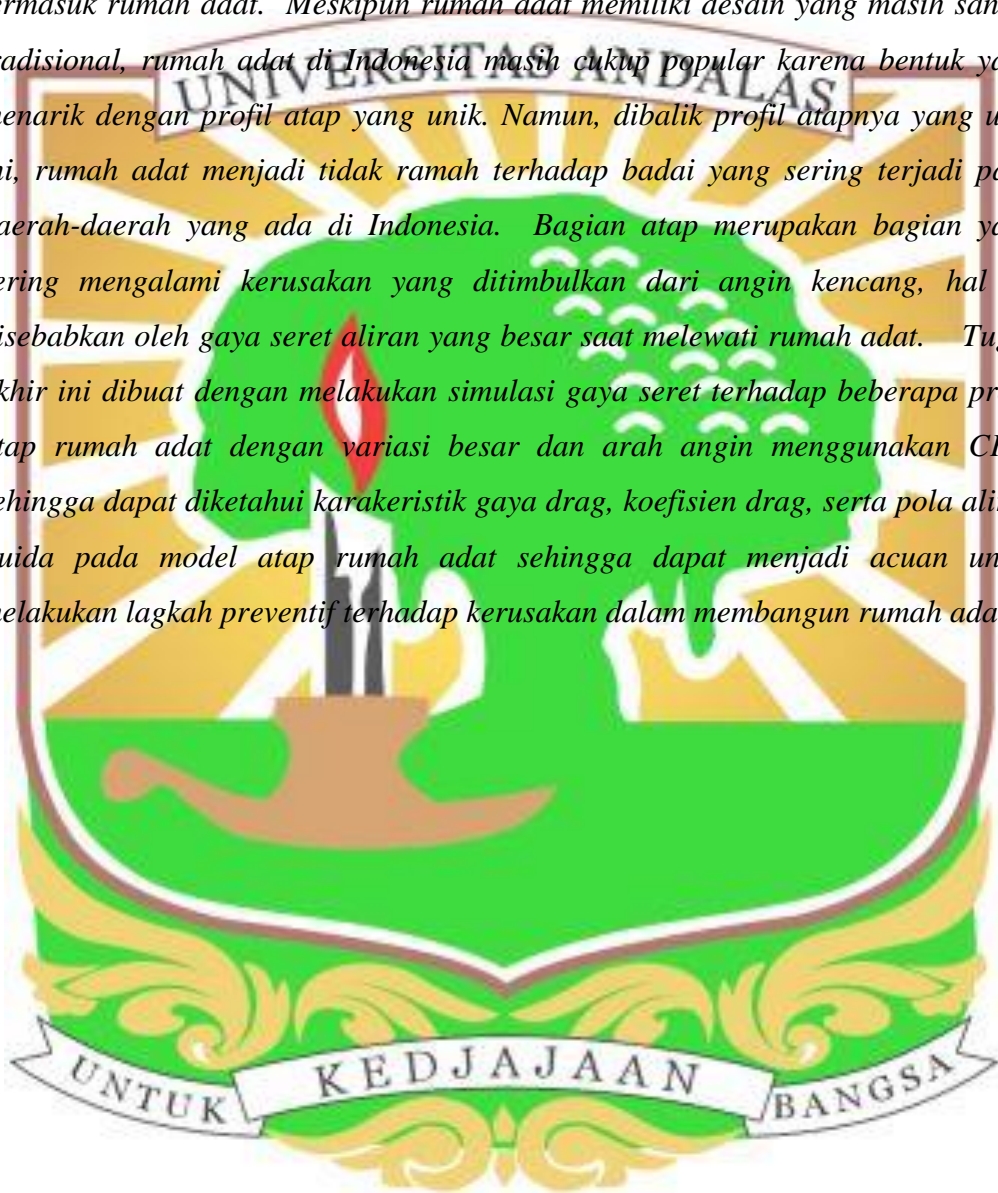 ermasuk rumah adat. Meskipun rumah adat memiliki desain yang masih san
radisional, rumah adat di Indonesia masih cukup popular karena bentuk ya
UNIVERSITAS ANDALAS
enarik dengan profil atap yang unik. Namun, dibalik profil atapnya yang u
ni, rumah adat menjadi tidak ramah terhadap badai yang sering terjadi pa
aerah-daerah yang ada di Indonesia. Bagian atap merupakan bagian ya
ering mengalami kerusakan yang ditimbulkan dari angin kencang, hal
isebabkan oleh gaya seret aliran yang besar saat melewati rumah adat. Tug
khir ini dibuat dengan melakukan simulasi gaya seret terhadap beberapa pr
tap rumah adat dengan variasi besar dan arah angin menggunakan CI
ehingga dapat diketahui karakeristik gaya drag, koefisien drag, serta pola alir
uida pada model atap rumah adat sehingga dapat menjadi acuan un
elakukan lagkah preventif terhadap kerusakan dalam membangun rumah ada
UNTUK KEDJAJAAN BANGSA